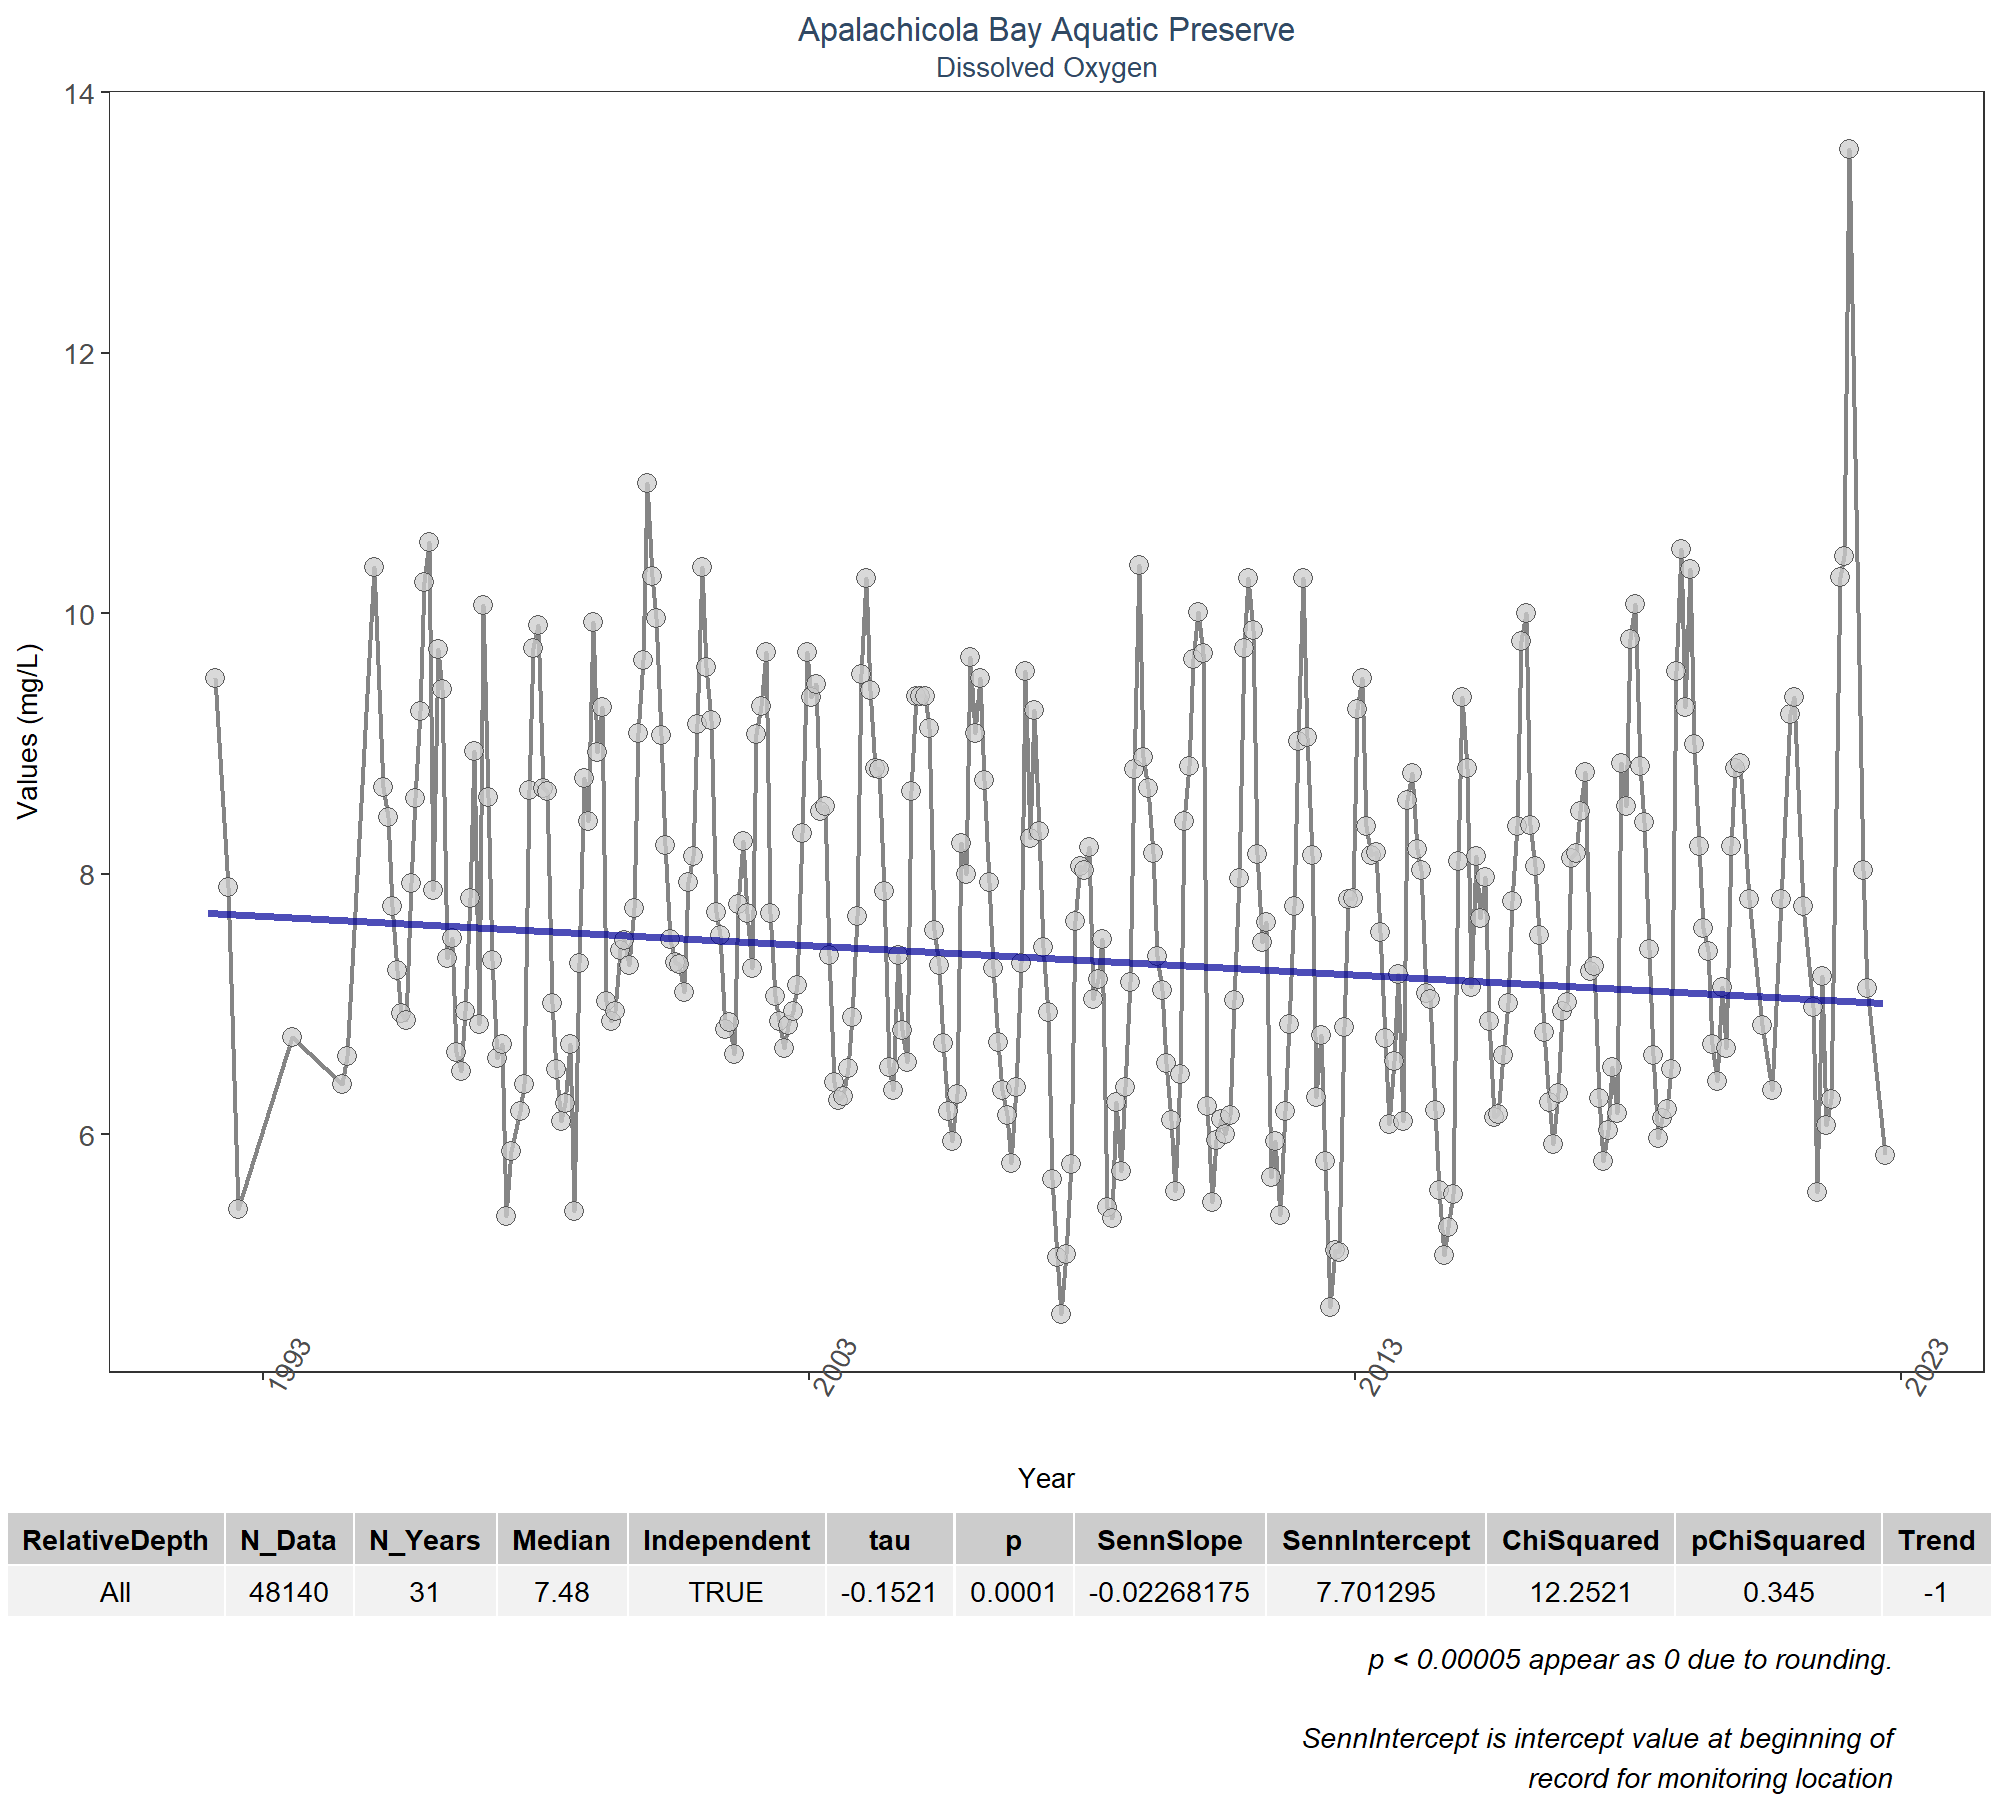 Apalachicola Bay Aquatic Preserve
Dissolved Oxygen
14
12
10
8
6
Values (mg/L)
1993
2003
2013
2023
Year
RelativeDepth N_Data N_Years Median Independent tau p SennSlope SennIntercept ChiSquared pChiSquared Trend
All 48140 31 7.48 TRUE -0.1521 0.0001 -0.02268175 7.701295 12.2521 0.345 -1
p < 0.00005 appear as 0 due to rounding.
SennIntercept is intercept value at beginning of
record for monitoring location